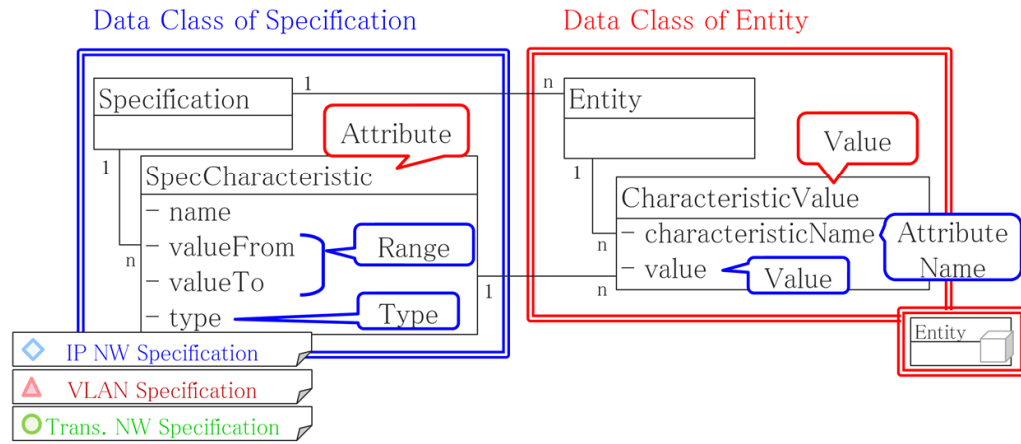 Data Class of Specification
Data Class of Entity
1
n
Specification
Entity
Attribute
Value
1
1
SpecCharacteristic
CharacteristicValue
- name
- valueFrom
- valueTo
- type
Range
Type
n
- characteristicName
- value
Attribute
Name
Value
n
1
n
Entity
IP NW Specification
VLAN Specification
Trans. NW Specification